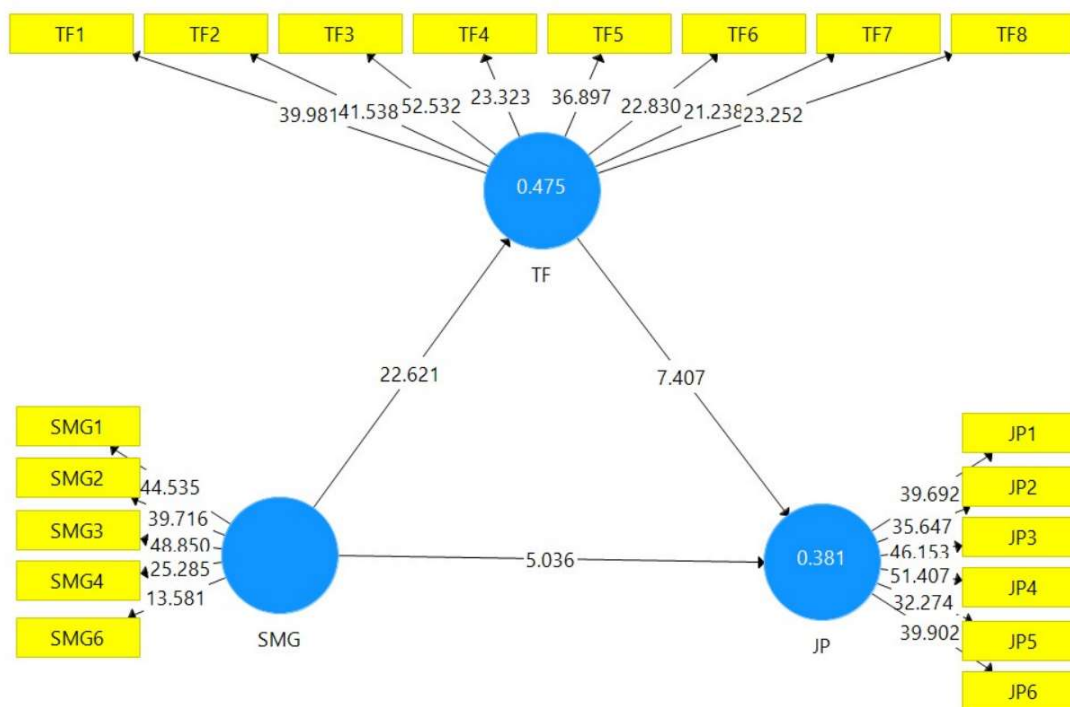 TF1 TF2 TF3 TF4 TF5 TF6 TF7 TF8
39.981 41.538 52.532 23.323 36.897 22.830 21.238 23.252
0.475
TF
22.621 7.407
SMG1
SMG2
SMG3
SMG4
SMG6
44.535
39.716
48.850
25.285
13.581
SMG
5.036
0.381
JP
39.692
35.647
46.153
51.407
32.274
39.902
JP1
JP2
JP3
JP4
JP5
JP6